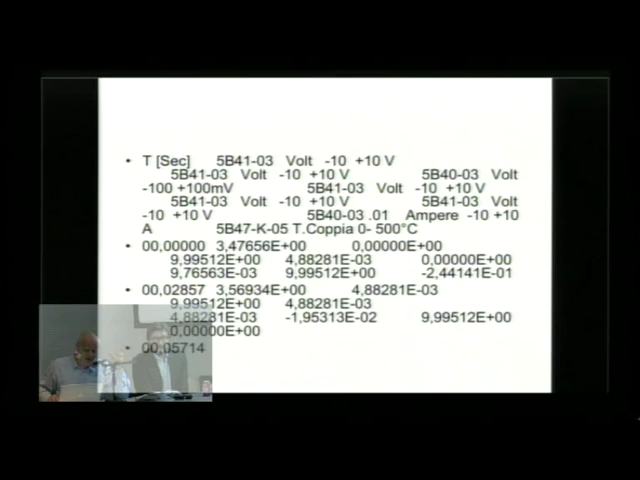 • T [Sec] 5B41-03 Volt -10 +10 V
5B41-03 Volt -10 +10 V 5B40-03 Volt
-100 +100mV 5B41-03 Volt -10 +10 V
5B41-03 Volt -10 +10 V 5B41-03 Volt
-10 +10 V 5B40-03 .01 Ampere -10 +10
A 5B47-K-05 T.Coppia 0- 500°C
• 00,00000 3,47656E+00 0,00000E+00
9,99512E+00 4,88281E-03 0,00000E+00
9,76563E-03 9,99512E+00 -2,44141E-01
• 00,02857 3,56934E+00 4,88281E-03
9,99512E+00 4,88281E-03
4,88281E-03 -1,95313E-02 9,99512E+00
0,00000E+00
• 00,05714